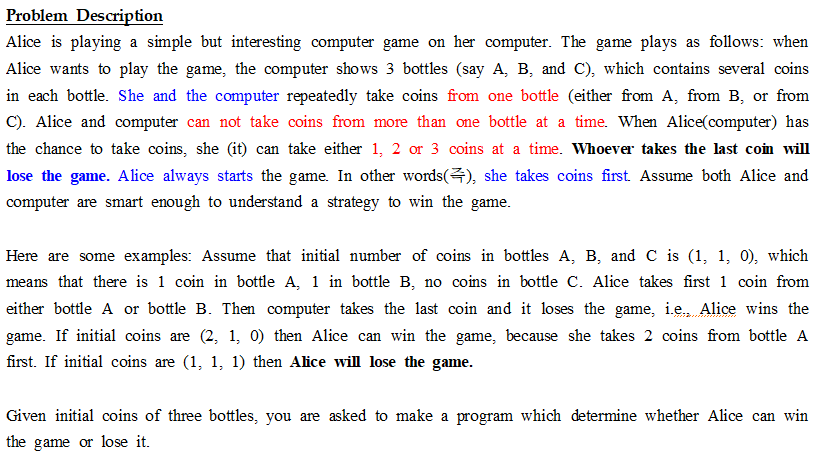 Problem Description
Alice is playing a simple but interesting computer game on her computer. The game plays as follows: when
Alice wants to play the game, the computer shows 3 bottles (say A, B, and C), which contains several coins
in each bottle. She and the computer repeatedly take coins from one bottle (either from A, from B, or from
C). Alice and computer can not take coins from more than one bottle at a time. When Alice(computer) has
the chance to take coins, she (it) can take either 1, 2 or 3 coins at a time. Whoever takes the last coin will
lose the game. Alice always starts the game. In other words(즉), she takes coins first. Assume both Alice and
computer are smart enough to understand a strategy to win the game.
Here are some examples: Assume that initial number of coins in bottles A, B, and C is (1, 1, 0), which
means that there is 1 coin in bottle A, 1 in bottle B, no coins in bottle C. Alice takes first 1 coin from
either bottle A or bottle B. Then computer takes the last coin and it loses the game, i.e., Alice wins the
game. If initial coins are (2, 1, 0) then Alice can win the game, because she takes 2 coins from bottle A
first. If initial coins are (1, 1, 1) then Alice will lose the game.
Given initial coins of three bottles, you are asked to make a program which determine whether Alice can win
the game or lose it.